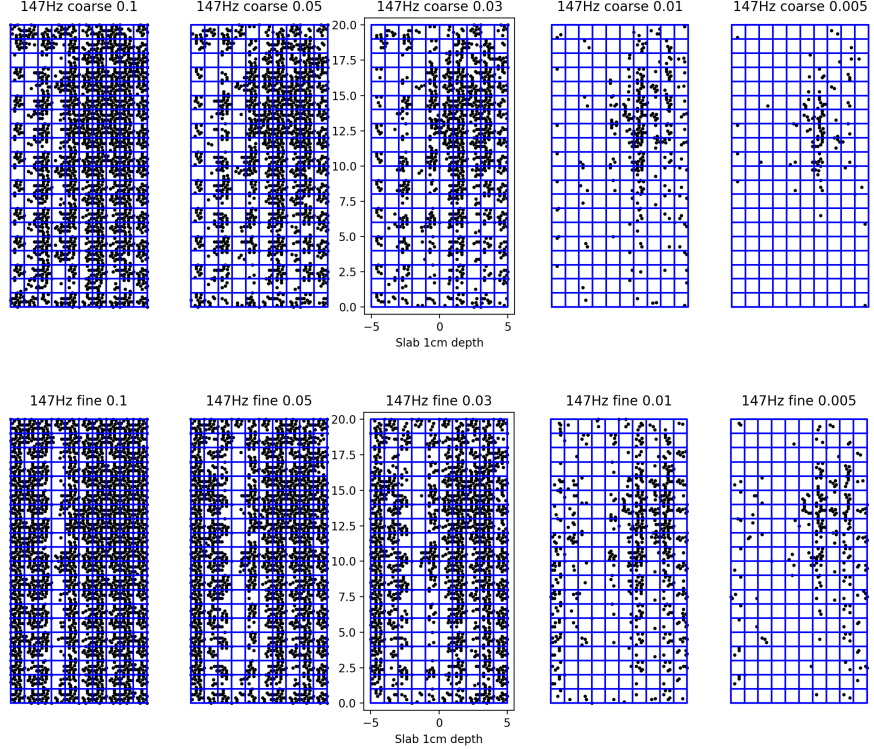 147Hz coarse 0.1
147Hz coarse 0.05
147Hz coarse 0.03
147Hz coarse 0.01
147Hz coarse 0.005
20.0
17.5
15.0
12.5
10.0
7.5
5.0
2.5
0.0
−5 0 5
Slab 1cm depth
147Hz fine 0.1
147Hz fine 0.05
147Hz fine 0.03
147Hz fine 0.01
147Hz fine 0.005
20.0
17.5
15.0
12.5
10.0
7.5
5.0
2.5
0.0
−5 0 5
Slab 1cm depth